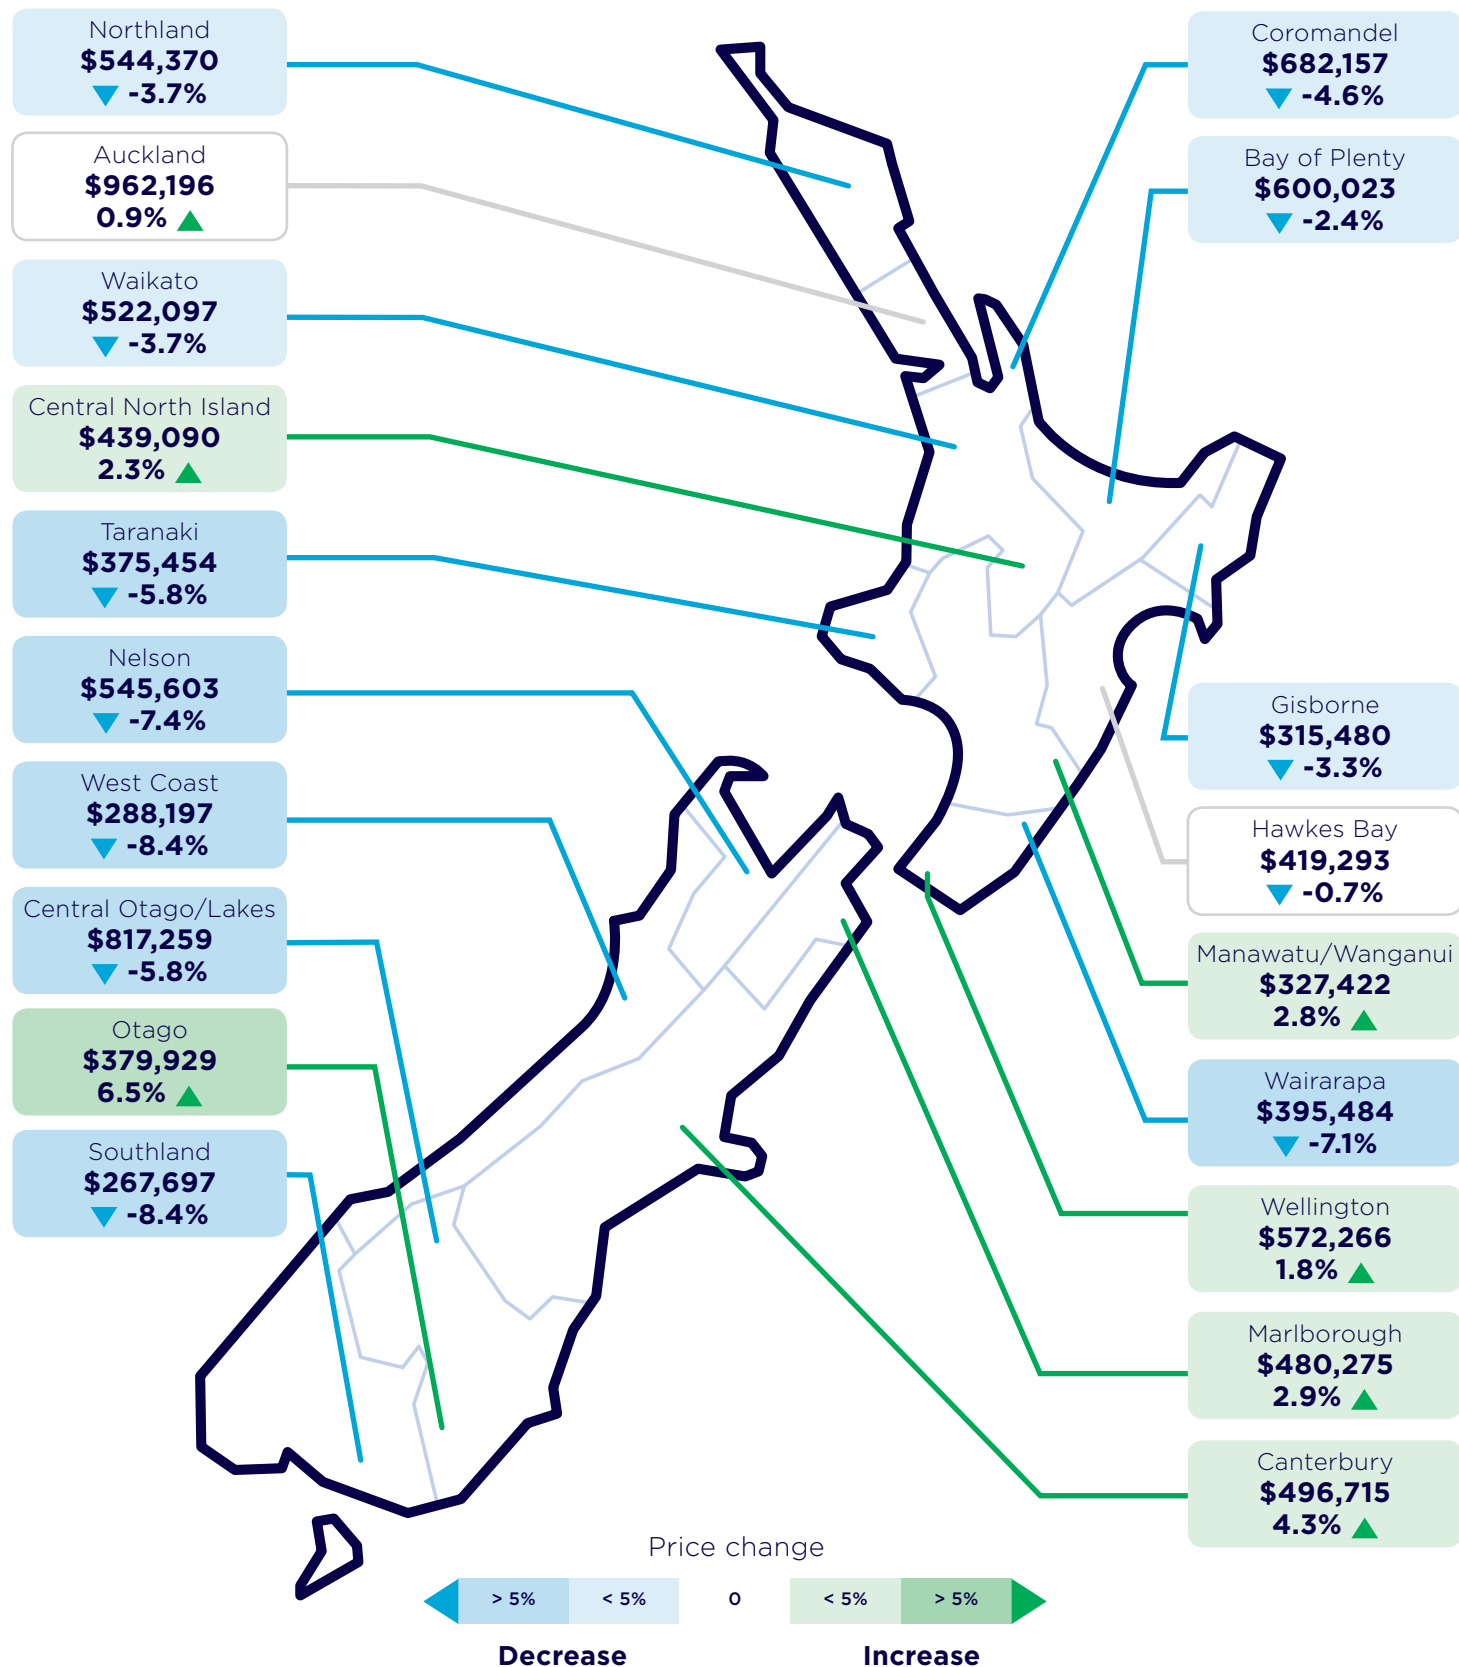 Northland
$544,370
-3.7%
Auckland
$962,196
0.9%
Waikato
$522,097
-3.7%
Central North Island
$439,090
2.3%
Taranaki
$375,454
-5.8%
Nelson
$545,603
-7.4%
West Coast
$288,197
-8.4%
Central Otago/Lakes
$817,259
-5.8%
Otago
$379,929
6.5%
Southland
$267,697
-8.4%
Coromandel
$682,157
-4.6%
Bay of Plenty
$600,023
-2.4%
Gisborne
$315,480
-3.3%
Hawkes Bay
$419,293
-0.7%
Manawatu/Wanganui
$327,422
2.8%
Wairarapa
$395,484
-7.1%
Wellington
$572,266
1.8%
Marlborough
$480,275
2.9%
Canterbury
$496,715
4.3%
Price change
> 5% < 5% 0 < 5% > 5%
Decrease Increase